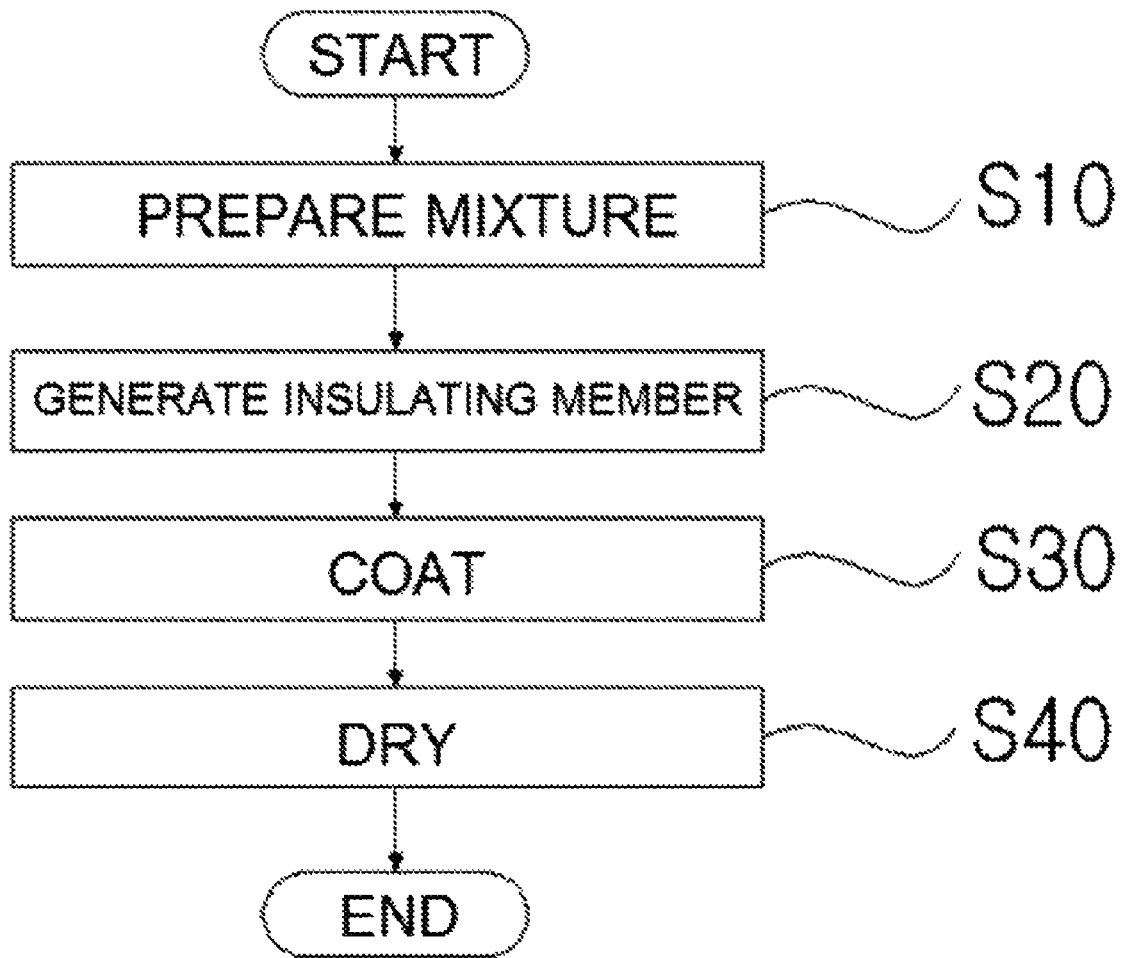 START
PREPARE MIXTURE
S10
GENERATE INSULATING MEMBER
S20
COAT
S30
DRY
S40
END